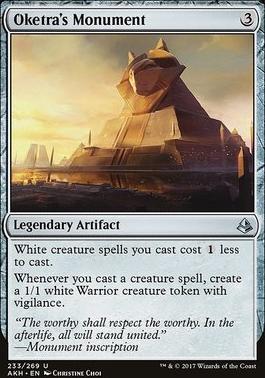 Oketra's Monument 3
Legendary Artifact
White creature spells you cast cost 1 less
to cast.
Whenever you cast a creature spell, create
a 1/1 white Warrior creature token with
vigilance.
"The worthy shall respect the worthy. In the
afterlife, all will stand united."
—Monument inscription
233/269 U
AKH • EN Christine Choi
™ & © 2017 Wizards of the Coast